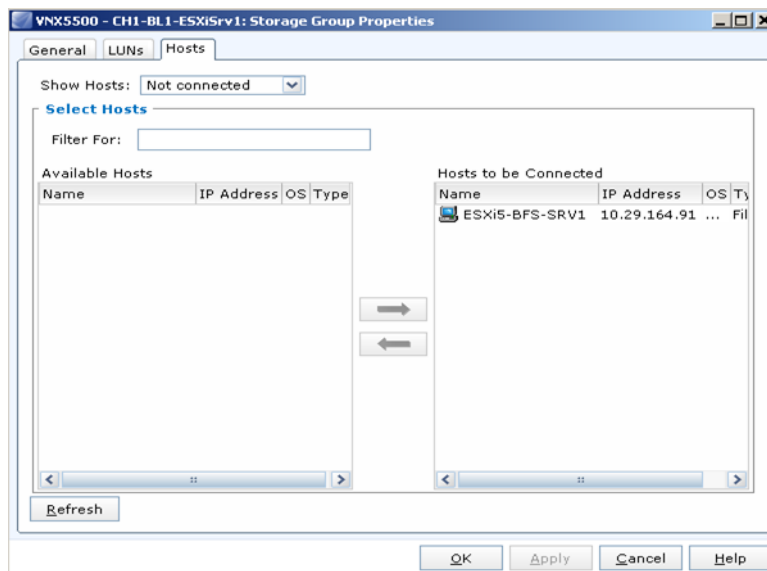 VNX5500 - CH1-BL1-ESXiSrv1: Storage Group Properties
General LUNs Hosts
Show Hosts: Not connected
Select Hosts
Filter For:
Available Hosts
Name IP Address OS Type
Hosts to be Connected
Name IP Address OS Ty
ESXi5-BFS-SRV1 10.29.164.91 ... Fil
Refresh
OK Apply Cancel Help